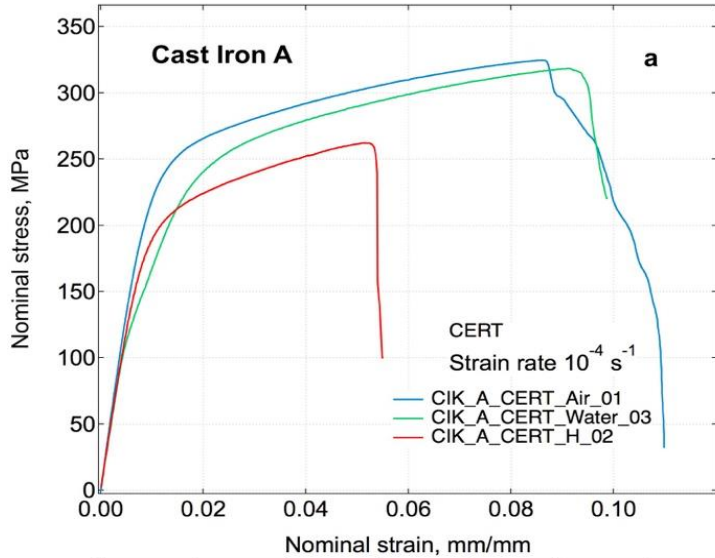 Cast Iron A
a
Nominal stress, MPa
350
300
250
200
150
100
50
0
CERT
Strain rate 10⁻⁴ s⁻¹
CIK_A_CERT_Air_01
CIK_A_CERT_Water_03
CIK_A_CERT_H_02
0.00 0.02 0.04 0.06 0.08 0.10
Nominal strain, mm/mm